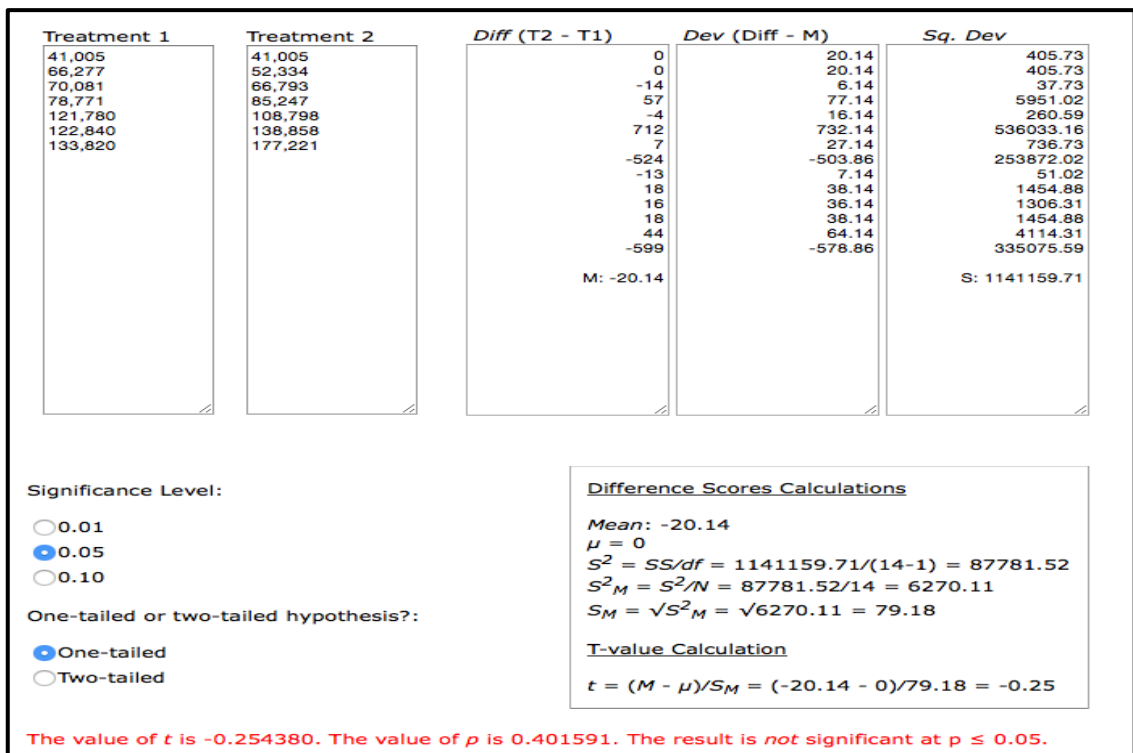 Treatment 1 Treatment 2 Diff (T2 - T1) Dev (Diff - M) Sq. Dev
41,005 41,005 0 20.14 405.73
66,277 52,334 0 20.14 405.73
70,081 66,793 -14 6.14 37.73
78,771 85,247 57 77.14 5951.02
121,780 108,798 -4 16.14 260.59
122,840 138,858 712 732.14 536033.16
133,820 177,221 7 27.14 736.73
-524 -503.86 253872.02
-13 7.14 51.02
18 38.14 1454.88
16 36.14 1306.31
18 38.14 1454.88
44 64.14 4114.31
-599 -578.86 335075.59
M: -20.14 S: 1141159.71
Significance Level:
0.01
0.05
0.10
One-tailed or two-tailed hypothesis?:
One-tailed
Two-tailed
Difference Scores Calculations
Mean: -20.14
μ = 0
S² = SS/df = 1141159.71/(14-1) = 87781.52
S²M = S²/N = 87781.52/14 = 6270.11
SM = √S²M = √6270.11 = 79.18
T-value Calculation
t = (M - μ)/SM = (-20.14 - 0)/79.18 = -0.25
The value of t is -0.254380. The value of p is 0.401591. The result is not significant at p ≤ 0.05.